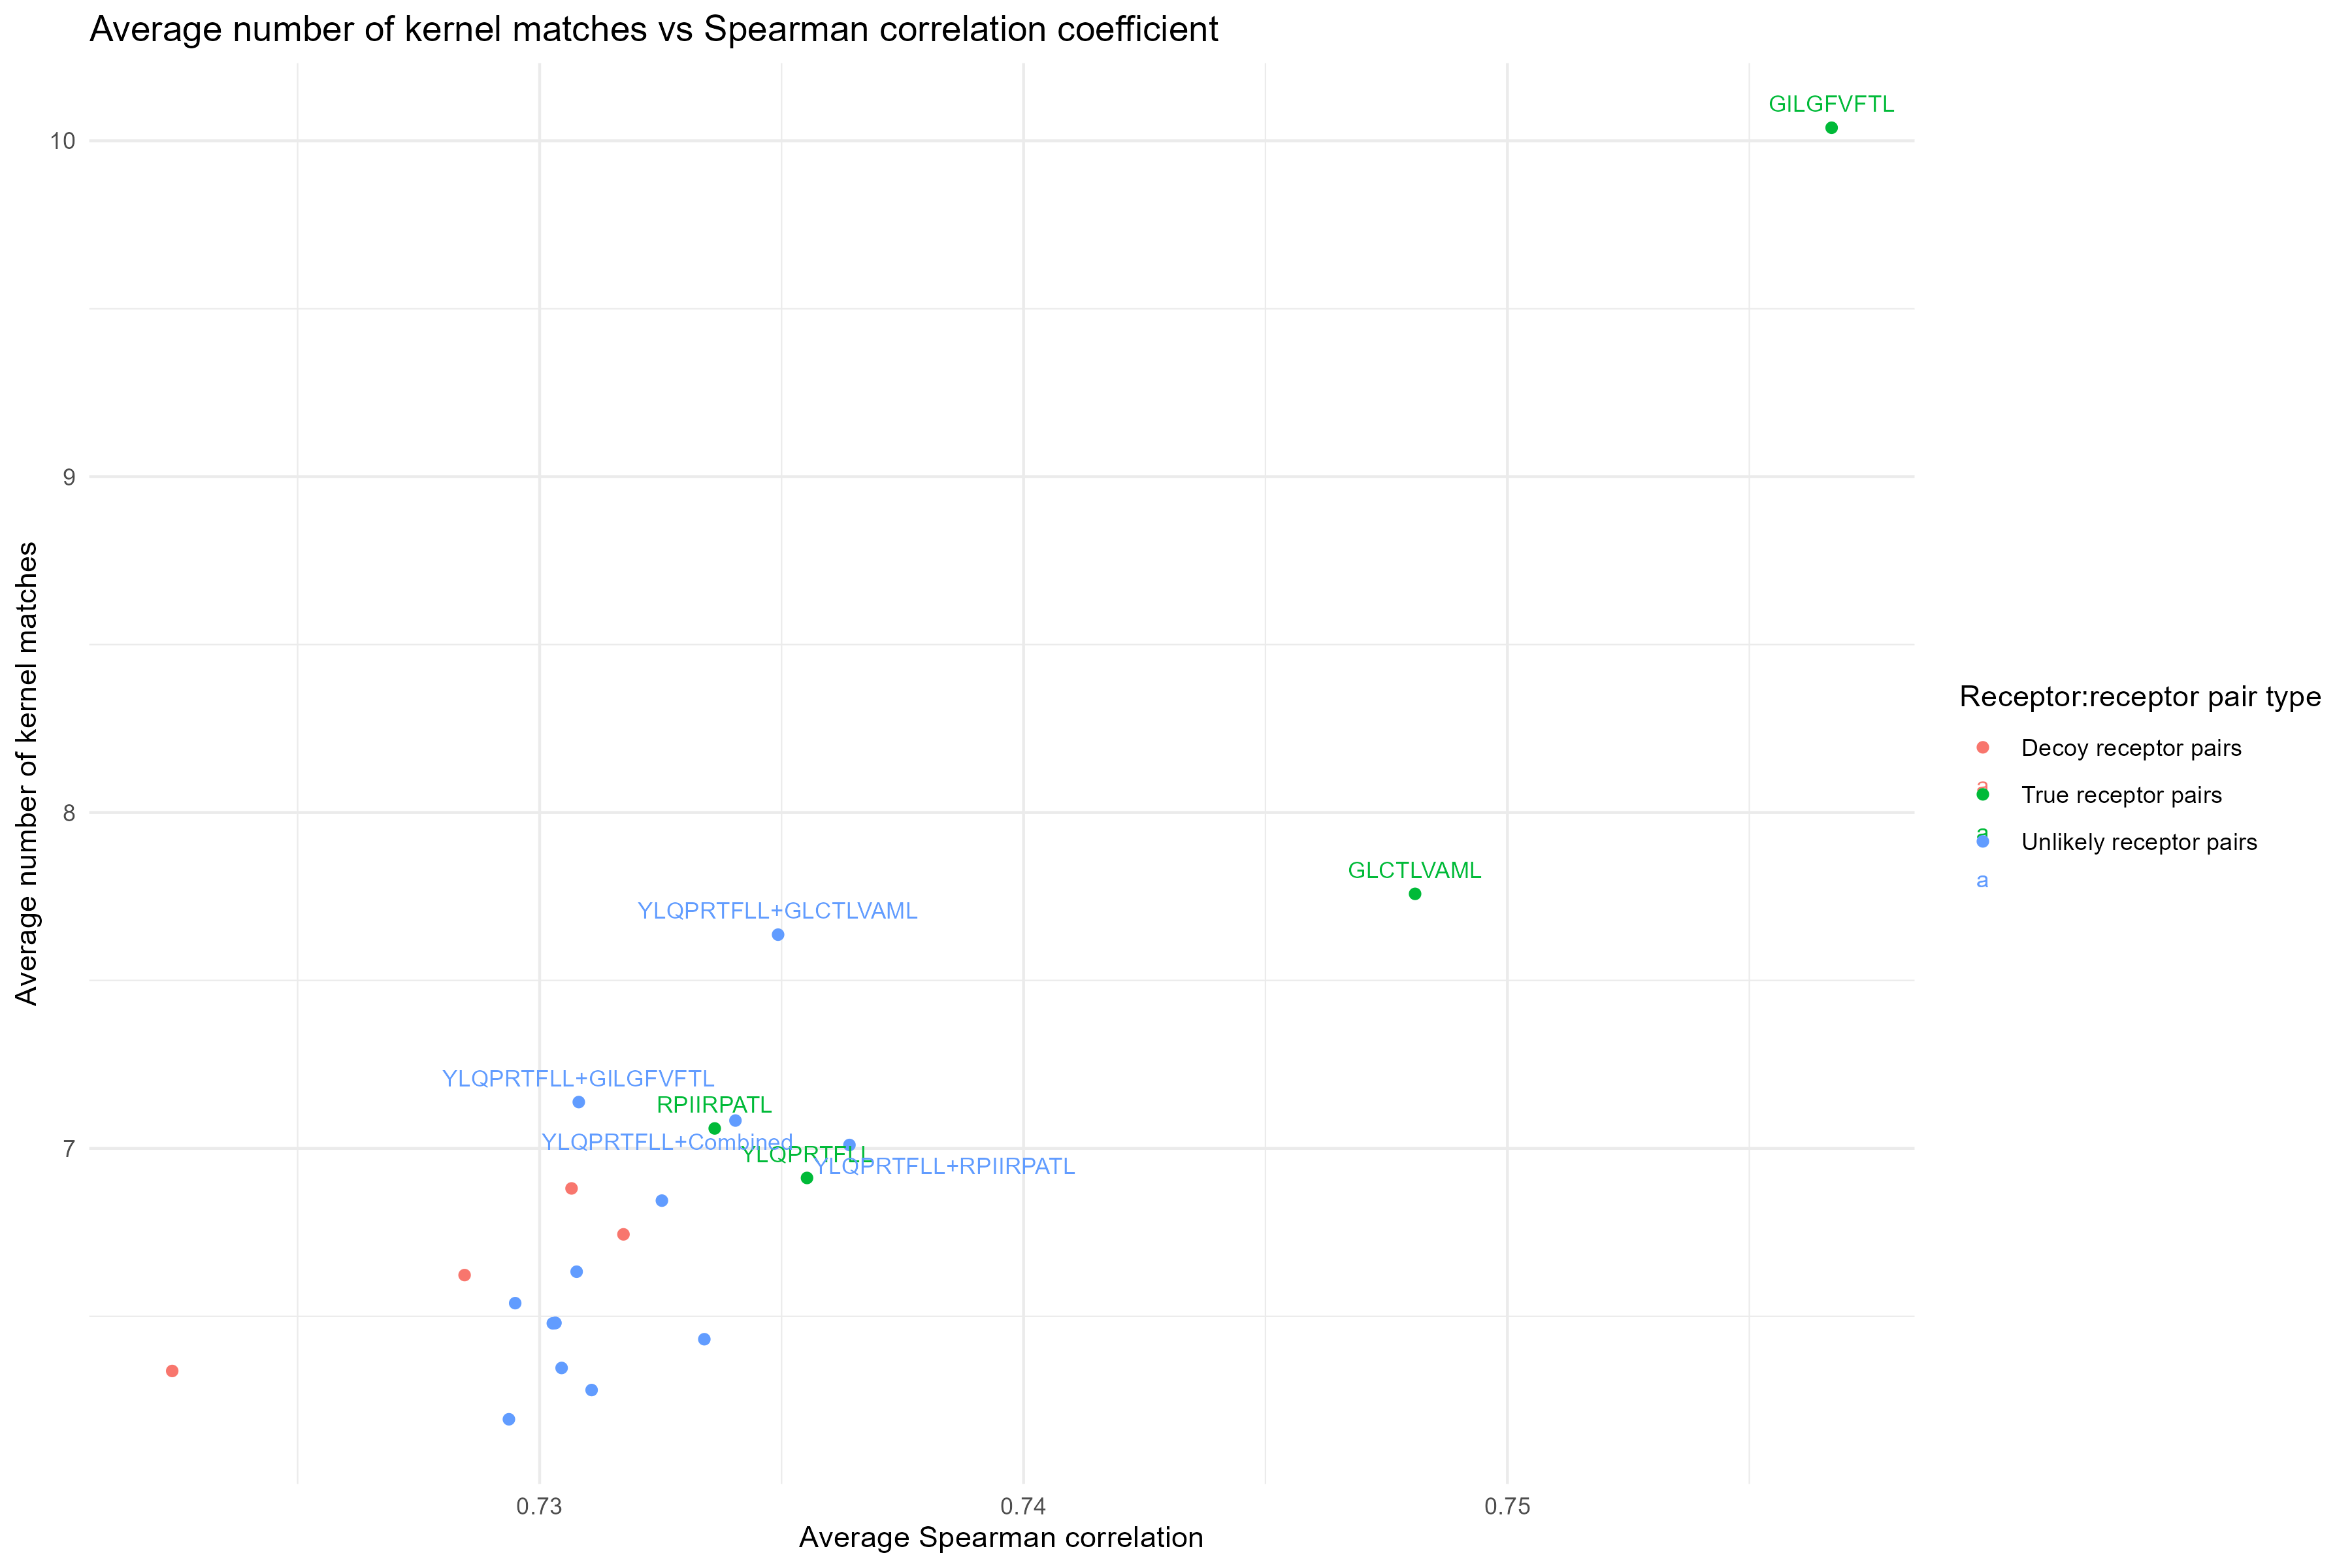 Average number of kernel matches vs Spearman correlation coefficient
GILGFVFTL
10
9
Average number of kernel matches
Receptor:receptor pair type
Decoy receptor pairs
a
True receptor pairs
8
a
Unlikely receptor pairs
GLCTLVAML
a
YLQPRTFLL+GLCTLVAML
YLQPRTFLL+GILGFVFTL
RPIIRPATL
YLQPRTFLL+Combined
7
YLQPRTFLL
YLQPRTFLL+RPIIRPATL
0.73
0.74
0.75
Average Spearman correlation